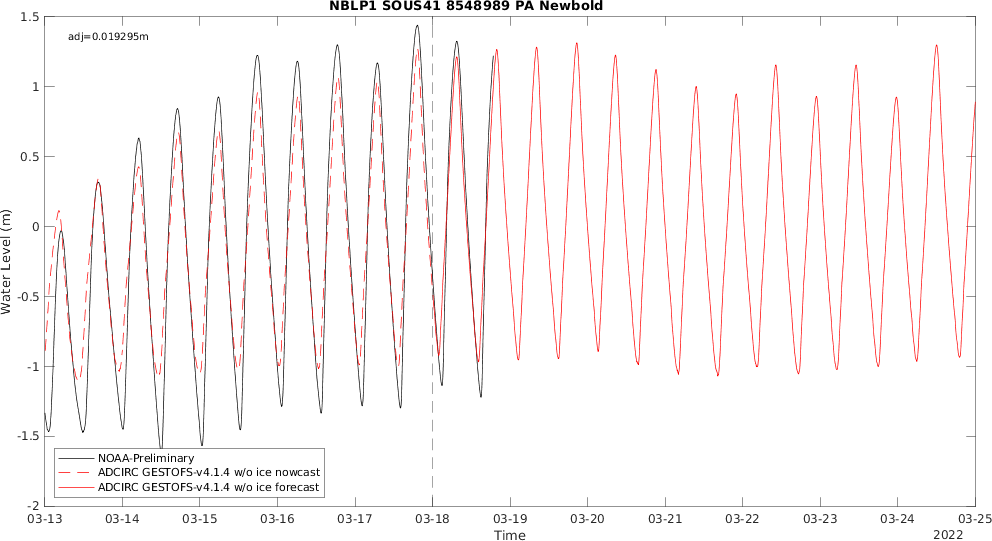 NBLP1 SOUS41 8548989 PA Newbold
adj=0.019295m
1.5
1
0.5
0
-0.5
-1
-1.5
-2
Water Level (m)
NOAA-Preliminary
ADCIRC GESTOFS-v4.1.4 w/o ice nowcast
ADCIRC GESTOFS-v4.1.4 w/o ice forecast
03-13 03-14 03-15 03-16 03-17 03-18 03-19 03-20 03-21 03-22 03-23 03-24 03-25
Time
2022